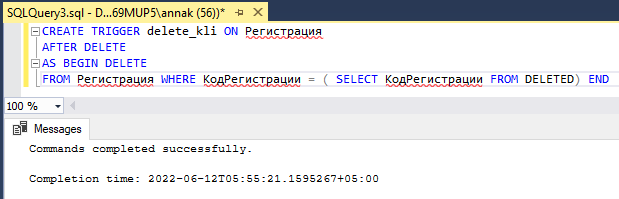 SQLQuery3.sql - D...69MUP5\annak (56))*
CREATE TRIGGER delete_kli ON Регистрация
AFTER DELETE
AS BEGIN DELETE
FROM Регистрация WHERE КодРегистрации = ( SELECT КодРегистрации FROM DELETED) END
100 %
Messages
Commands completed successfully.
Completion time: 2022-06-12T05:55:21.1595267+05:00